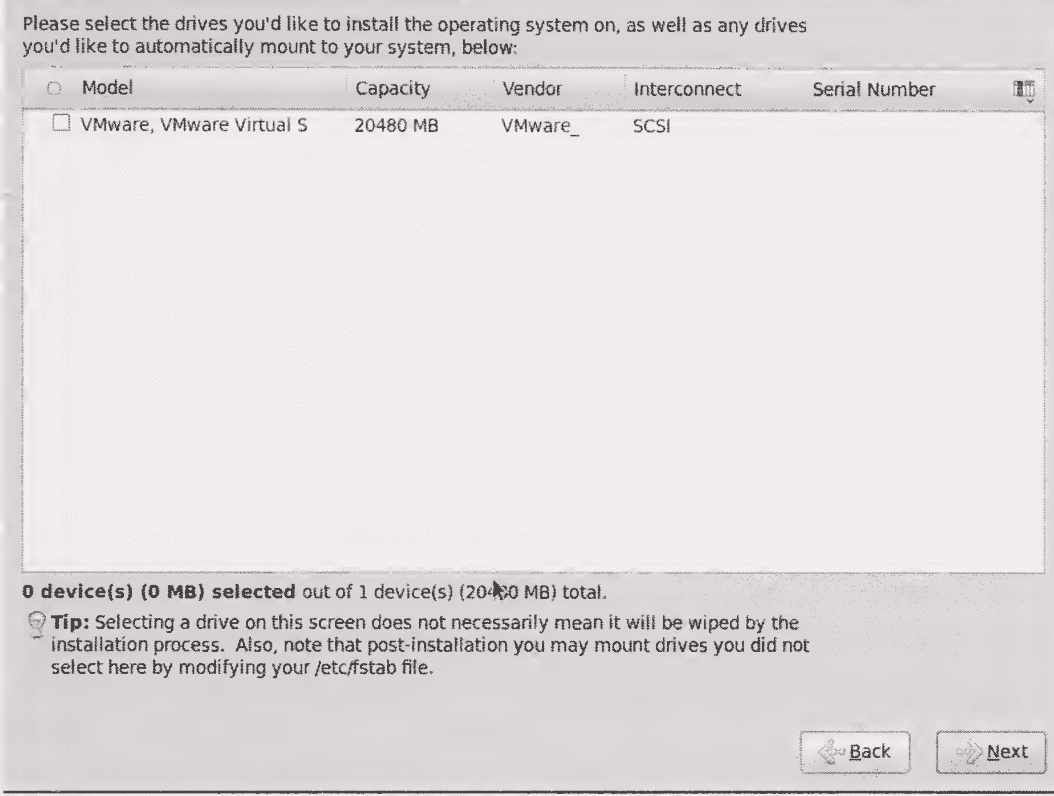 Please select the drives you'd like to install the operating system on, as well as any drives
you'd like to automatically mount to your system, below:
Model Capacity Vendor Interconnect Serial Number
VMware, VMware Virtual S 20480 MB VMware_ SCSI
0 device(s) (0 MB) selected out of 1 device(s) (20480 MB) total.
Tip: Selecting a drive on this screen does not necessarily mean it will be wiped by the
installation process. Also, note that post-installation you may mount drives you did not
select here by modifying your /etc/fstab file.
Back Next